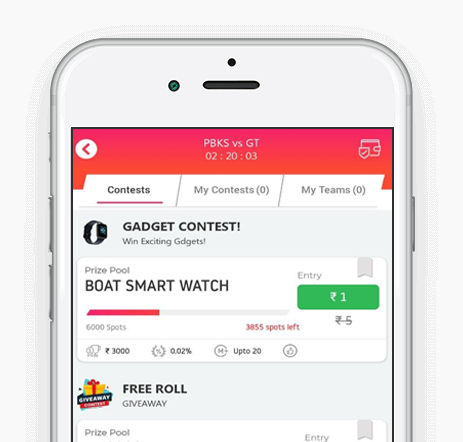 PBKS vs GT
02 : 20 : 03
Contests
My Contests (0)
My Teams (0)
GADGET CONTEST!
Win Exciting Gdgets!
Prize Pool
Entry
BOAT SMART WATCH
₹ 1
₹ 5
6000 Spots
3855 spots left
₹ 3000
0.02%
M+
Upto 20
GIVEAWAY
CONTEST
FREE ROLL
GIVEAWAY
Prize Pool
Entry